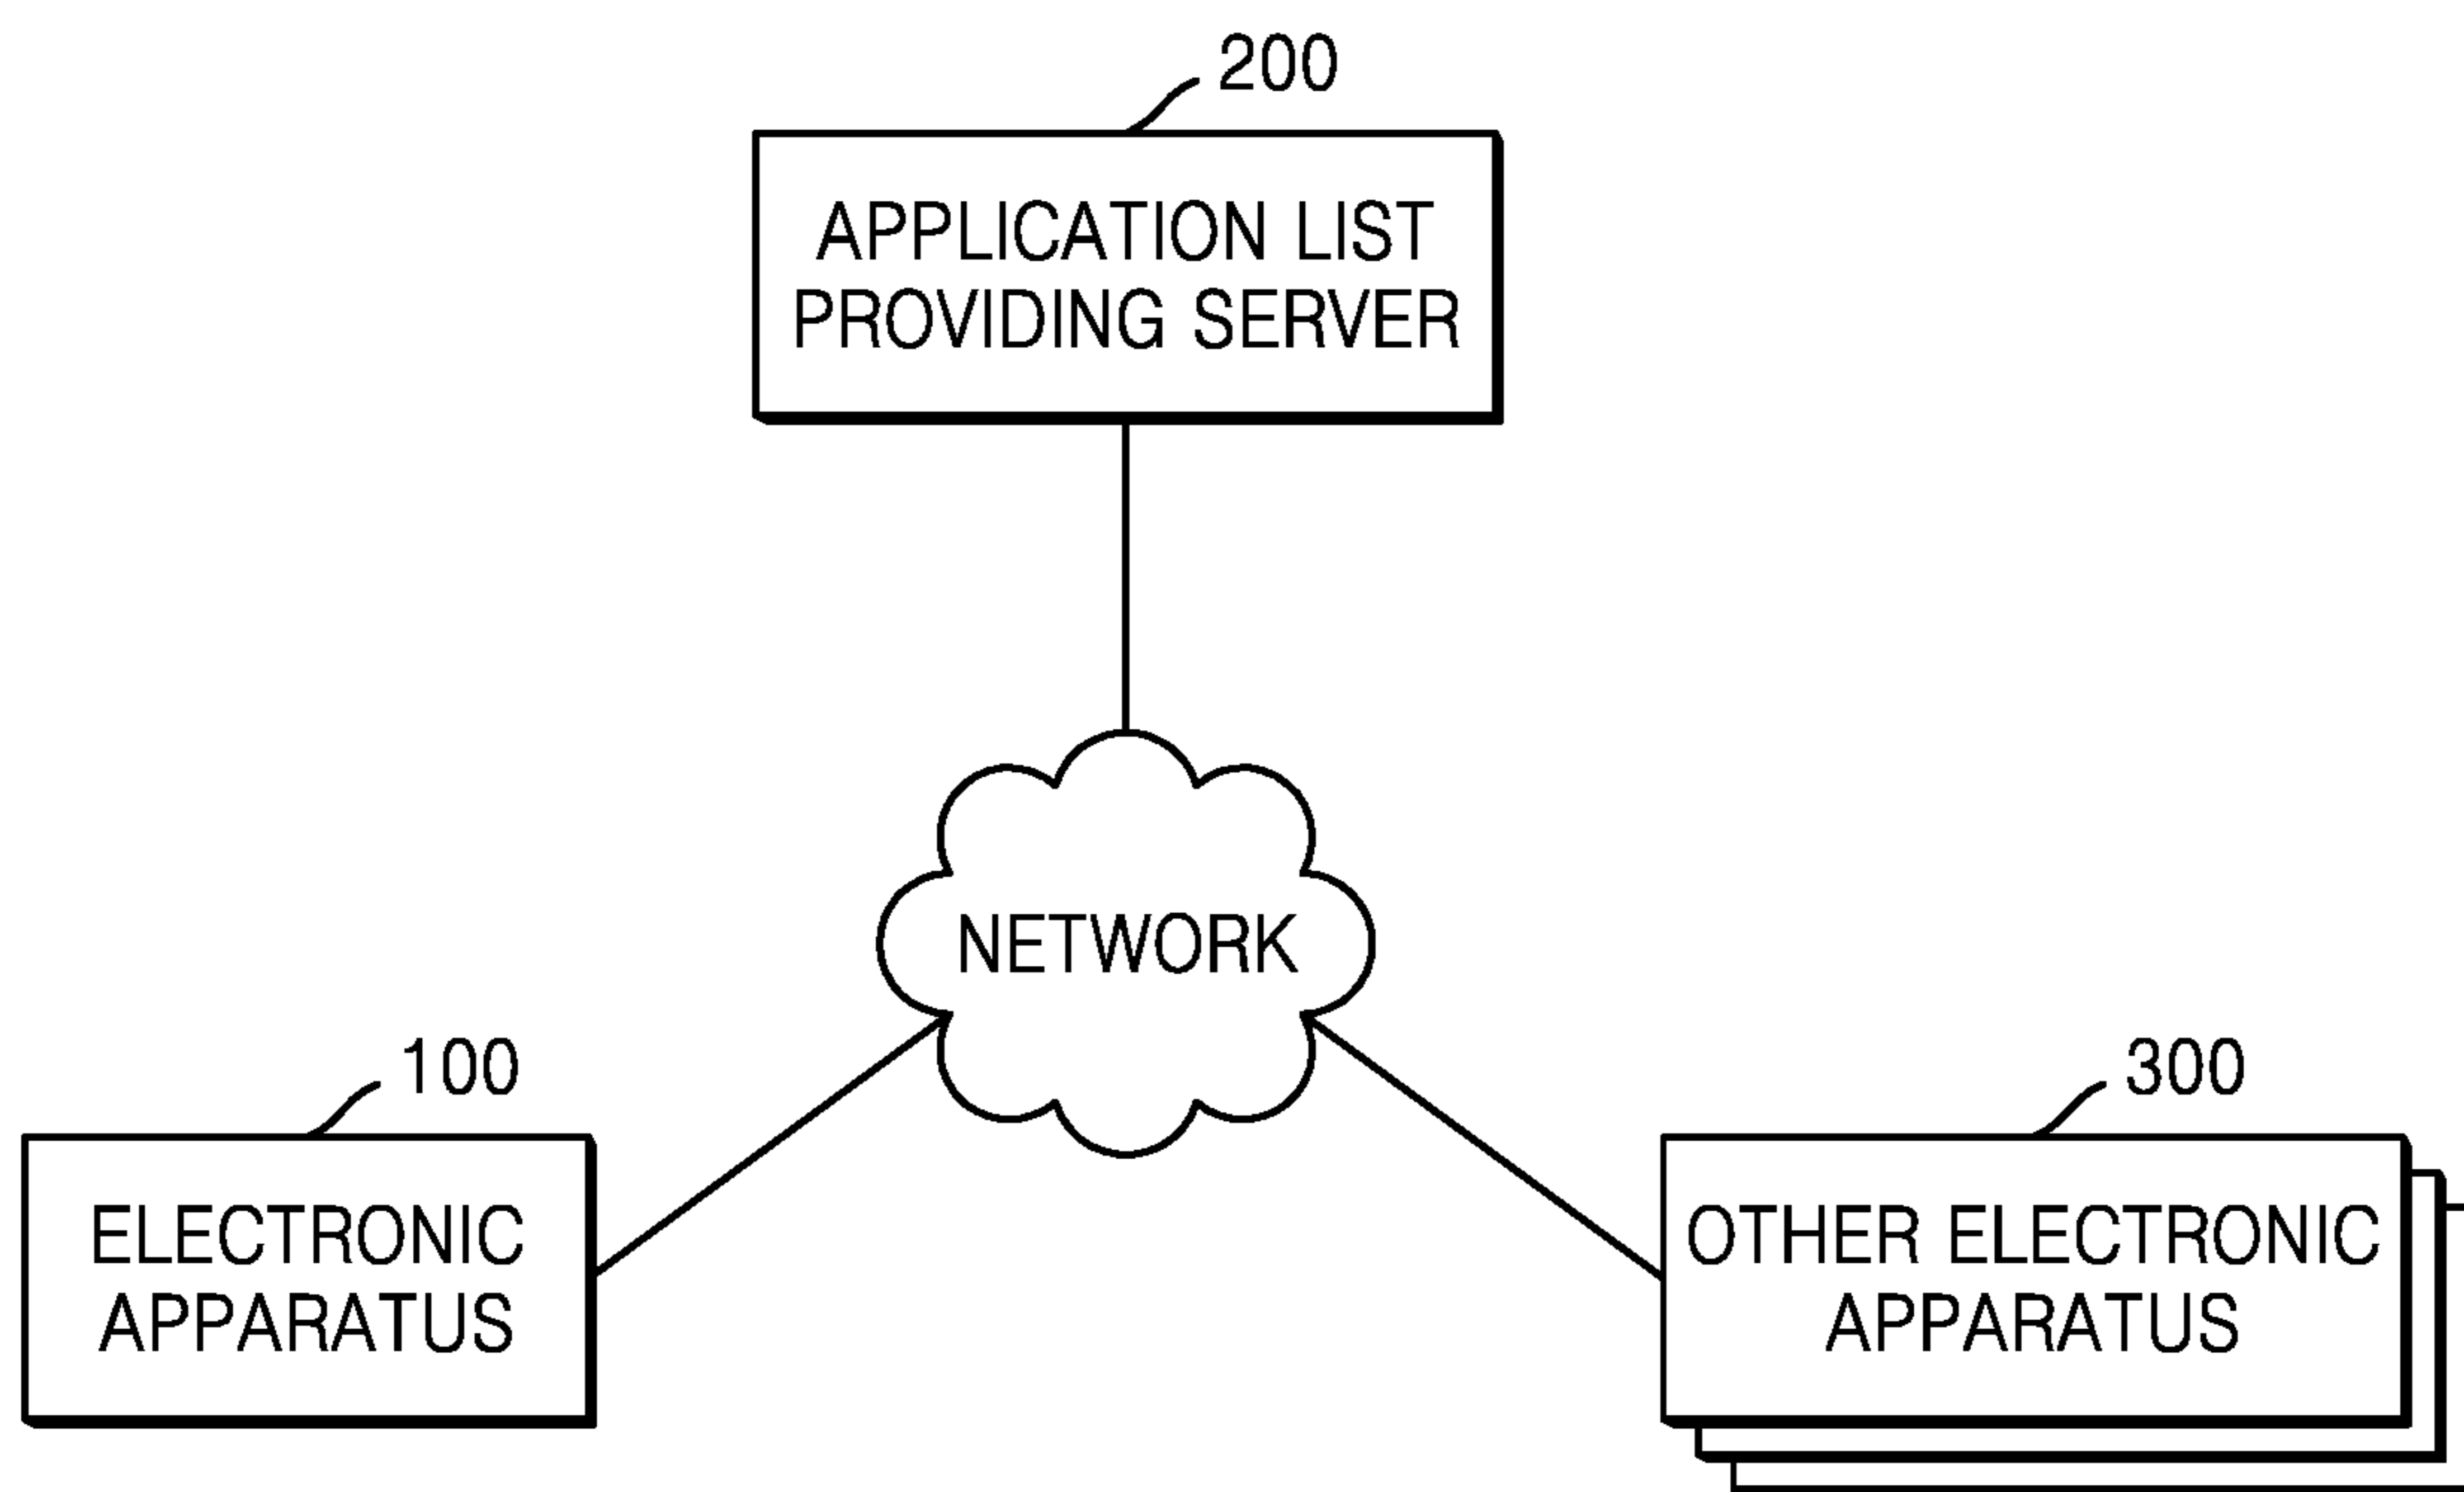 200
APPLICATION LIST
PROVIDING SERVER
NETWORK
100
ELECTRONIC
APPARATUS
300
OTHER ELECTRONIC
APPARATUS